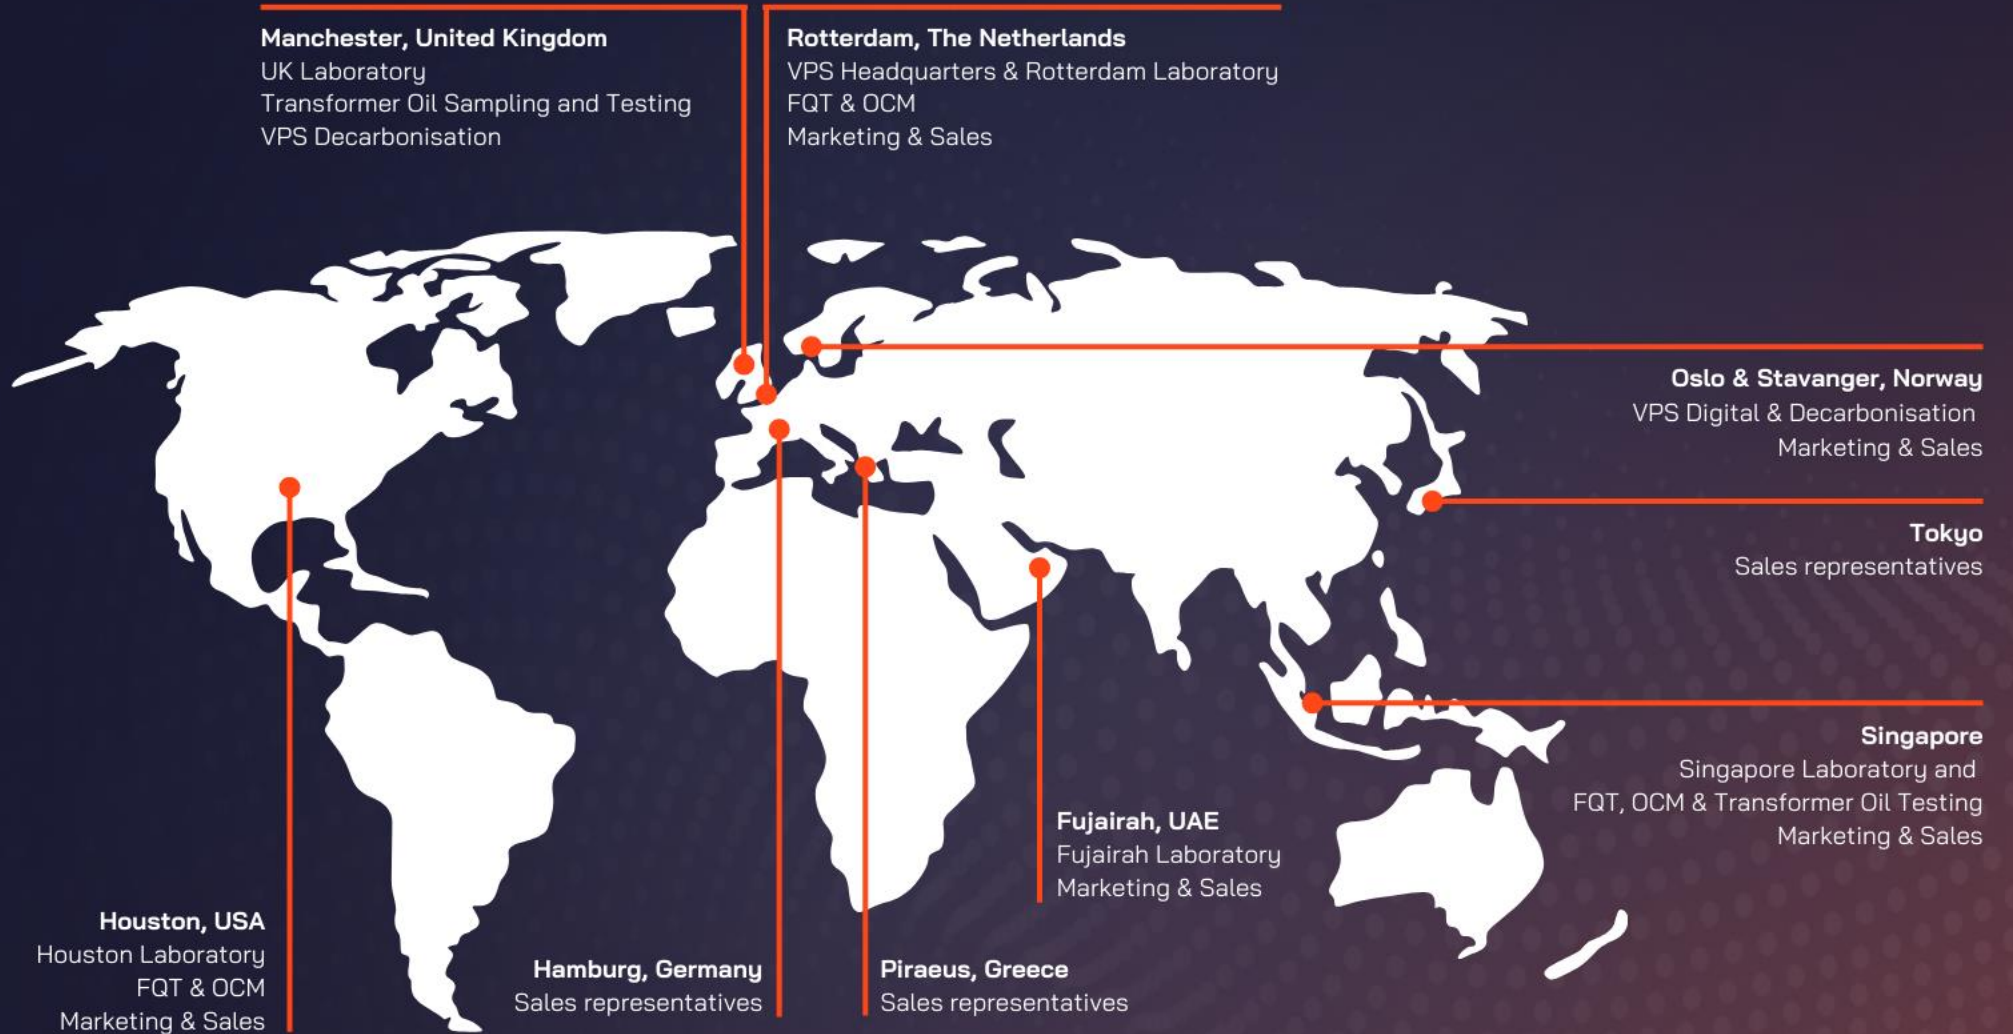 Manchester, United Kingdom
UK Laboratory
Transformer Oil Sampling and Testing
VPS Decarbonisation
Rotterdam, The Netherlands
VPS Headquarters & Rotterdam Laboratory
FQT & OCM
Marketing & Sales
Oslo & Stavanger, Norway
VPS Digital & Decarbonisation
Marketing & Sales
Tokyo
Sales representatives
Singapore
Singapore Laboratory and
FQT, OCM & Transformer Oil Testing
Marketing & Sales
Fujairah, UAE
Fujairah Laboratory
Marketing & Sales
Houston, USA
Houston Laboratory
FQT & OCM
Marketing & Sales
Hamburg, Germany
Sales representatives
Piraeus, Greece
Sales representatives